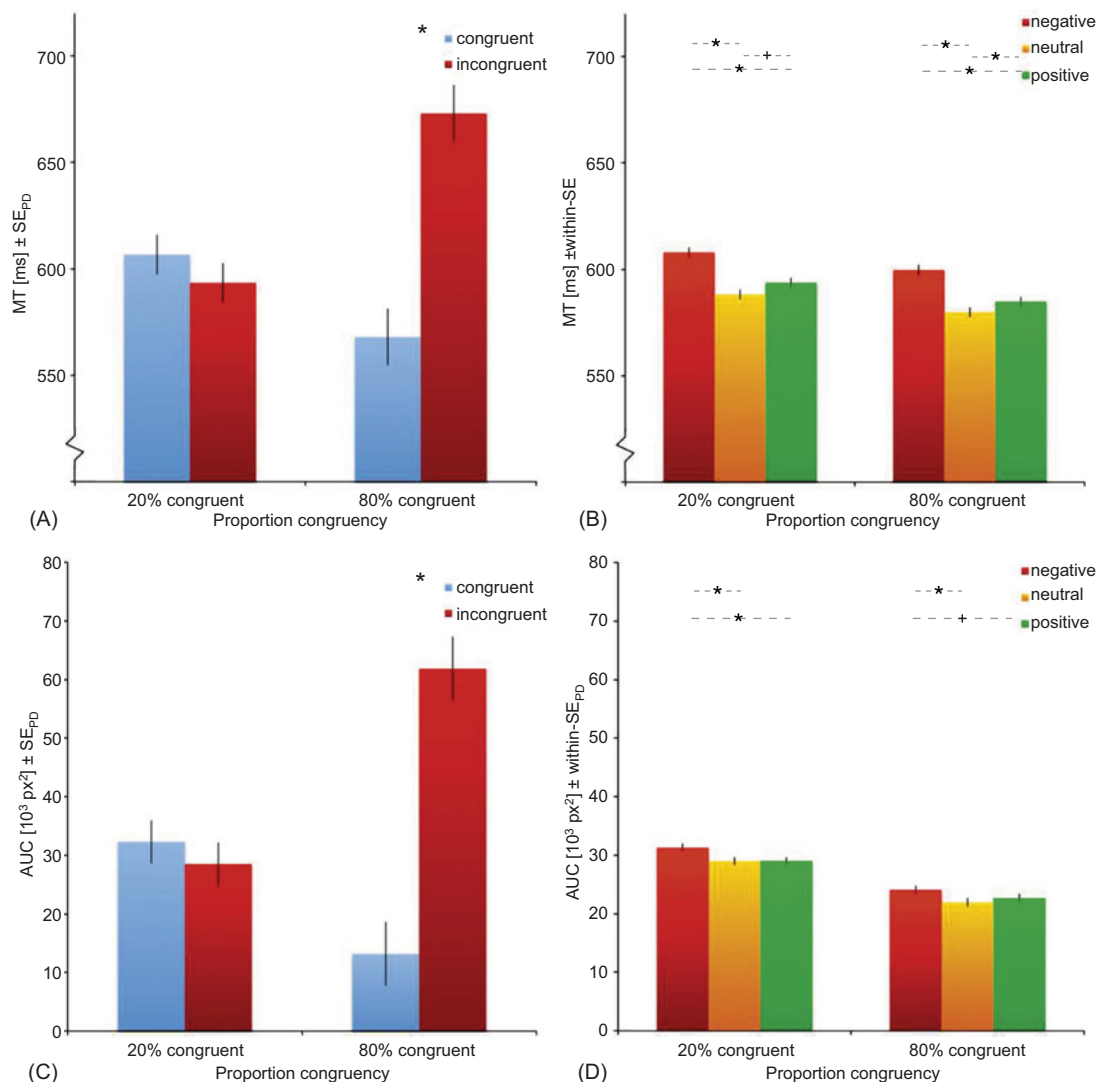 700
650
600
550
MT [ms] ± SE_PD
*
congruent
incongruent
20% congruent 80% congruent
Proportion congruency
(A)
700
650
600
550
MT [ms] ±within-SE
* + *
* * *
negative
neutral
positive
20% congruent 80% congruent
Proportion congruency
(B)
80
70
60
50
40
30
20
10
0
AUC [10³ px²] ± SE_PD
*
congruent
incongruent
20% congruent 80% congruent
Proportion congruency
(C)
80
70
60
50
40
30
20
10
0
AUC [10³ px²] ± within-SE_PD
* *
* +
negative
neutral
positive
20% congruent 80% congruent
Proportion congruency
(D)